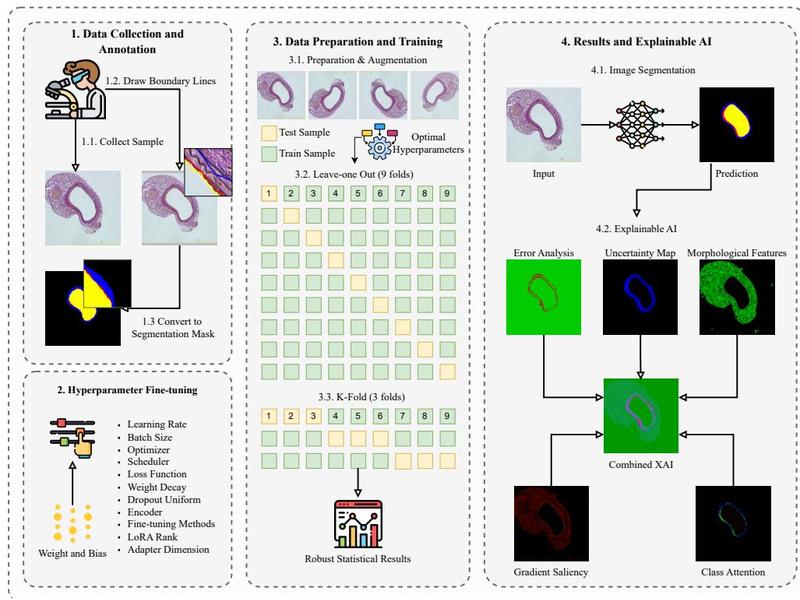 1. Data Collection and
Annotation
1.2. Draw Boundary Lines
1.1. Collect Sample
1.3 Convert to
Segmentation Mask
2. Hyperparameter Fine-tuning
• Learning Rate
• Batch Size
• Optimizer
• Scheduler
• Loss Function
• Weight Decay
• Dropout Uniform
• Encoder
• Fine-tuning Methods
• LoRA Rank
• Adapter Dimension
Weight and Bias
3. Data Preparation and Training
3.1. Preparation & Augmentation
Test Sample
Train Sample
Optimal
Hyperparameters
3.2. Leave-one Out (9 folds)
1 2 3 4 5 6 7 8 9
3.3. K-Fold (3 folds)
1 2 3 4 5 6 7 8 9
Robust Statistical Results
4. Results and Explainable AI
4.1. Image Segmentation
Input
Prediction
4.2. Explainable AI
Error Analysis
Uncertainty Map
Morphological Features
Combined XAI
Gradient Saliency
Class Attention